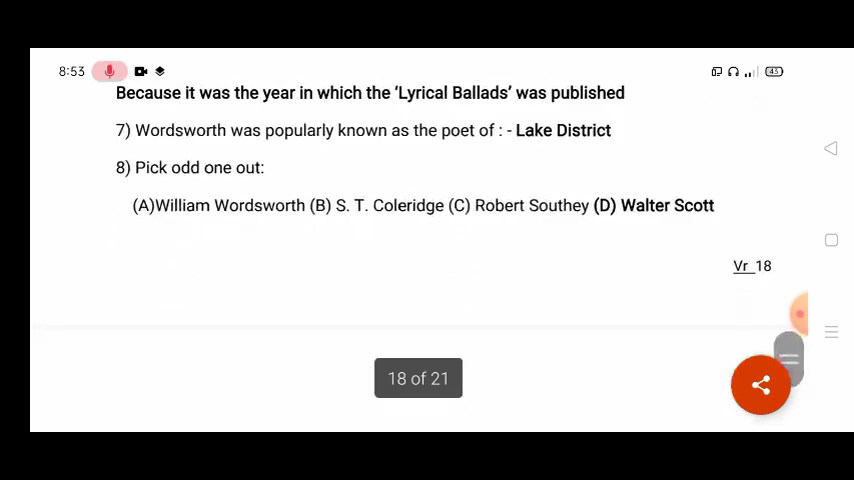 8:53
43
Because it was the year in which the ‘Lyrical Ballads’ was published
7) Wordsworth was popularly known as the poet of : - Lake District
8) Pick odd one out:
(A)William Wordsworth (B) S. T. Coleridge (C) Robert Southey (D) Walter Scott
Vr 18
18 of 21